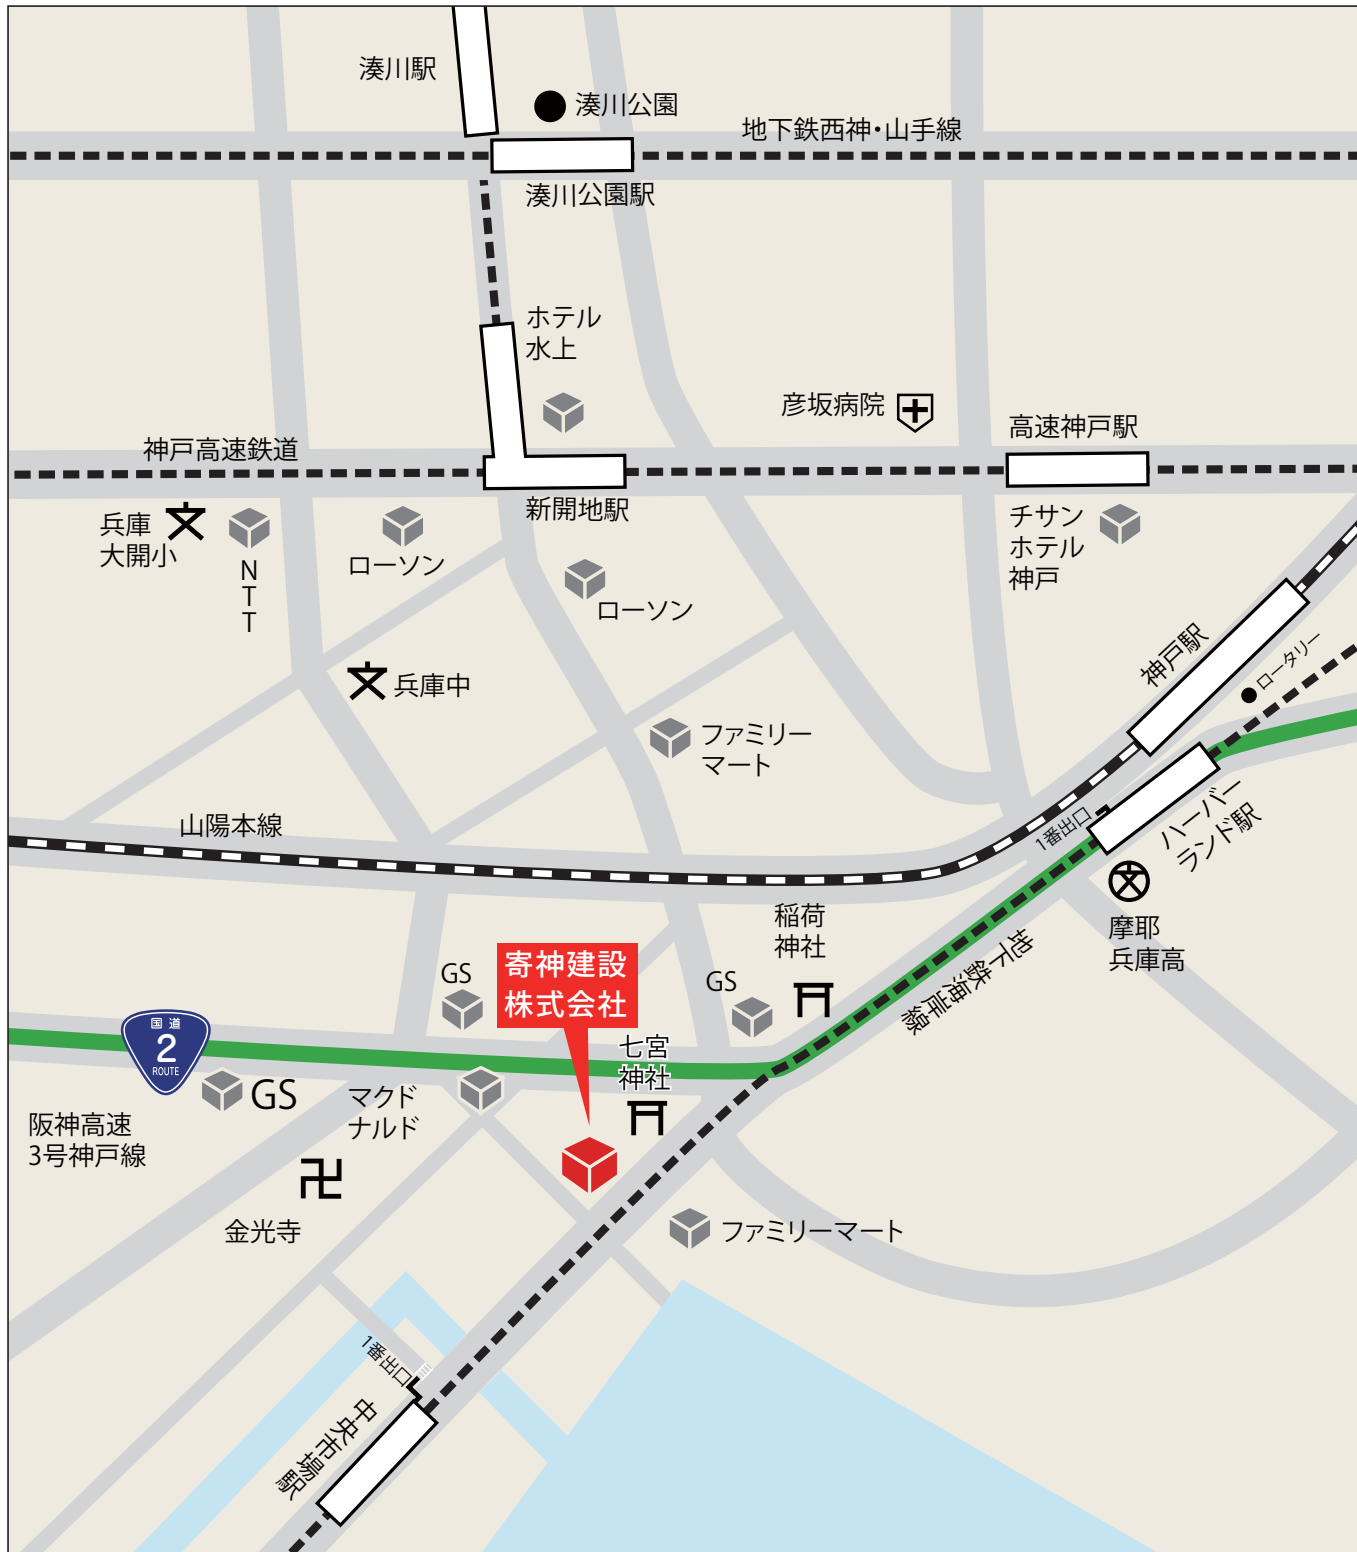 湊川駅
湊川公園
地下鉄西神・山手線
湊川公園駅
ホテル
水上
彦坂病院
高速神戸駅
神戸高速鉄道
新開地駅
兵庫
大開小
NTT
ローソン
ローソン
チサン
ホテル
神戸
神戸駅
ロータリー
兵庫中
ファミリー
マート
山陽本線
1番出口
ハーバー
ランド駅
摩耶
兵庫高
稲荷
神社
地下鉄海岸線
GS
GS
寄神建設
株式会社
七宮
神社
国道
2
ROUTE
GS
マクド
ナルド
阪神高速
3号神戸線
金光寺
ファミリーマート
1番出口
中央市場駅